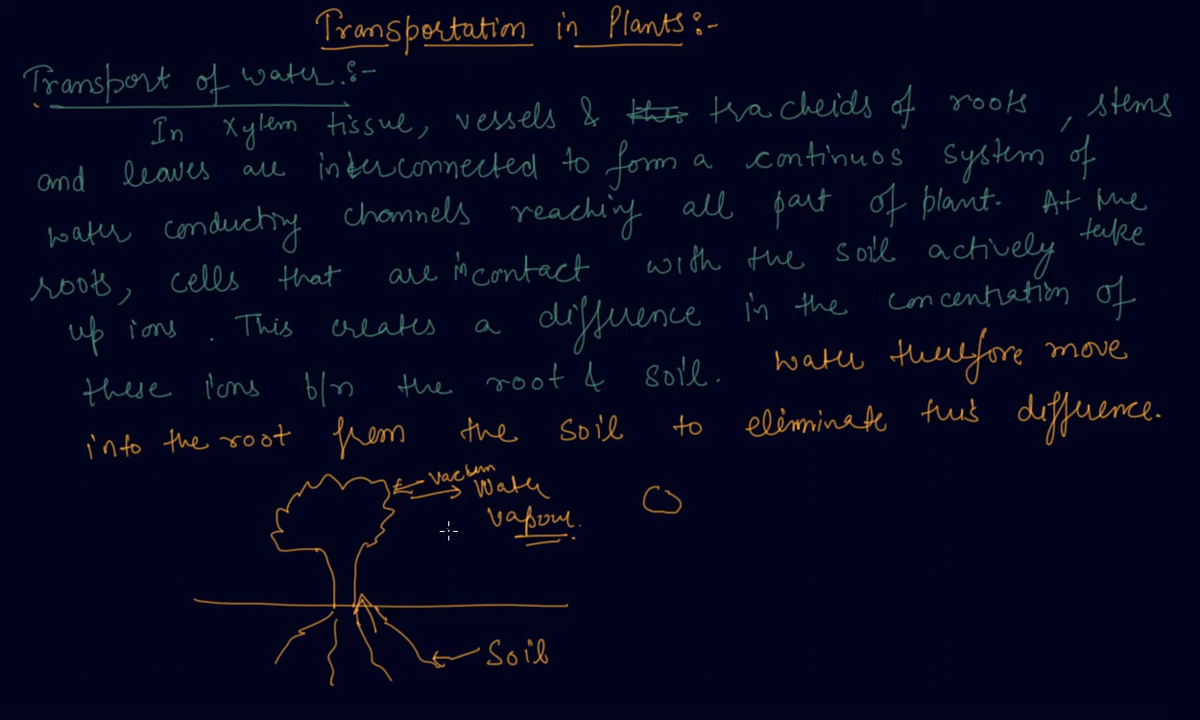 Transportation in Plants:-
Transport of water:-
In xylem tissue, vessels & tracheids of roots, stems
and leaves are interconnected to form a continuos system of
water conducting channels reaching all part of plant. At the
roots, cells that are in contact with the soil actively take
up ions. This creates a difference in the concentration of
these ions b/n the root & soil. Water therefore move
into the root from the soil to eliminate this difference.
Vacum
Water
Vapour.
Soil